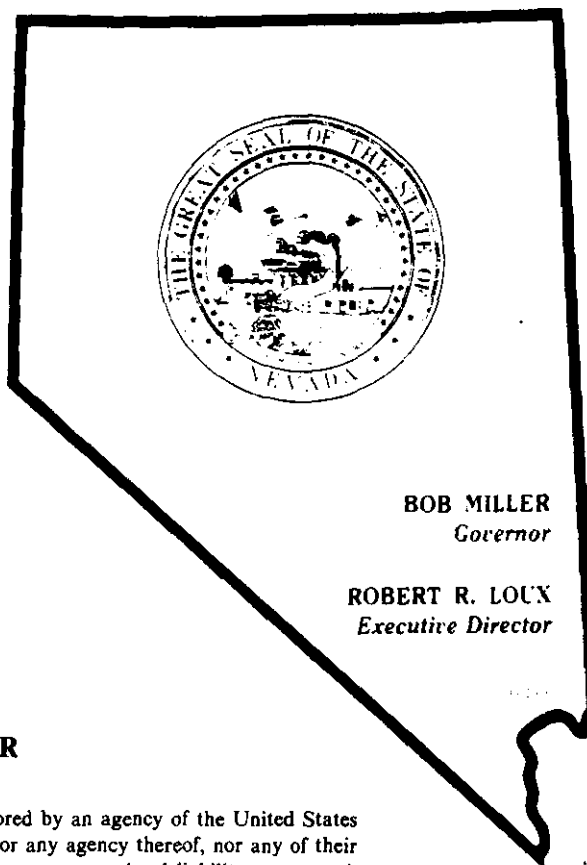 THE GREAT SEAL OF THE STATE OF
NEVADA
BOB MILLER
Governor
ROBERT R. LOUX
Executive Director
R
ored by an agency of the United States
or any agency thereof, nor any of their